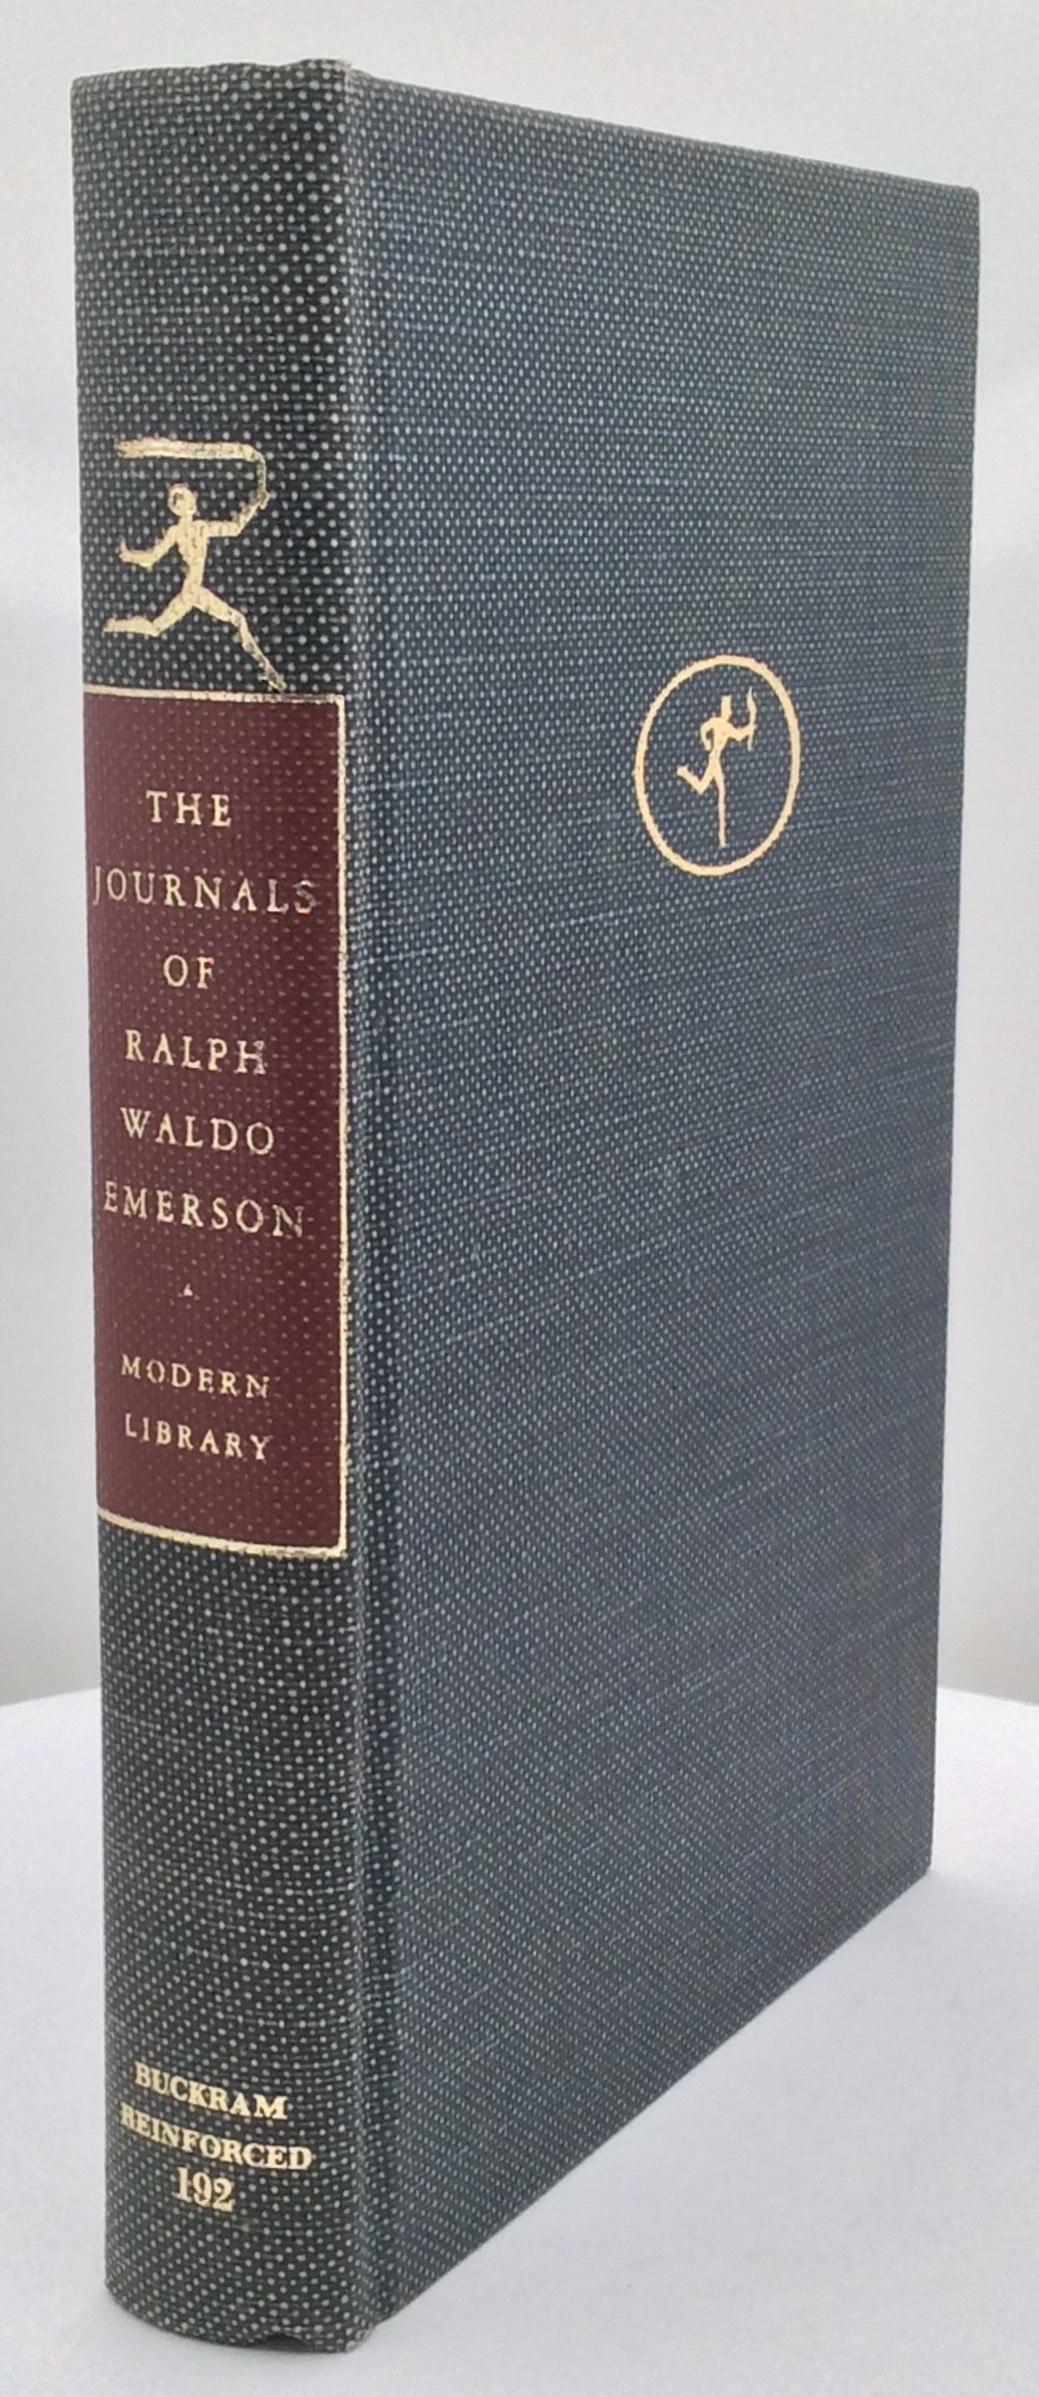 THE
JOURNALS
OF
RALPH
WALDO
EMERSON
MODERN
LIBRARY
BUCKRAM
REINFORCED
192